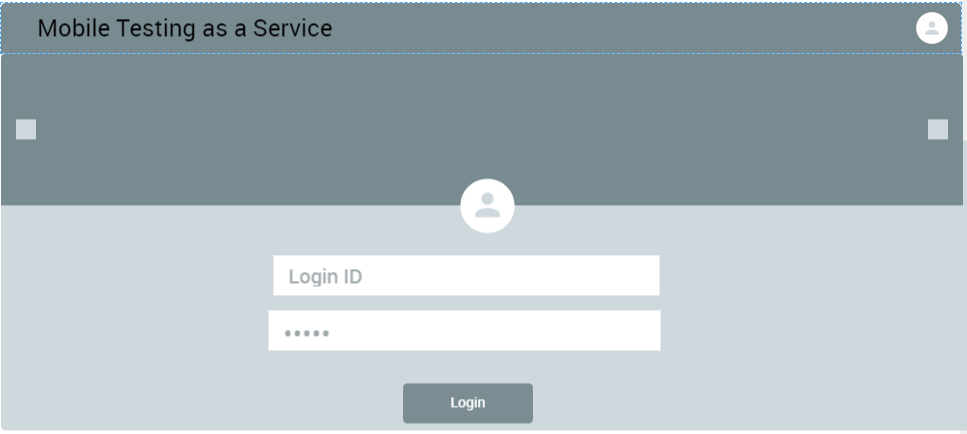 Mobile Testing as a Service
Login ID
•••••
Login